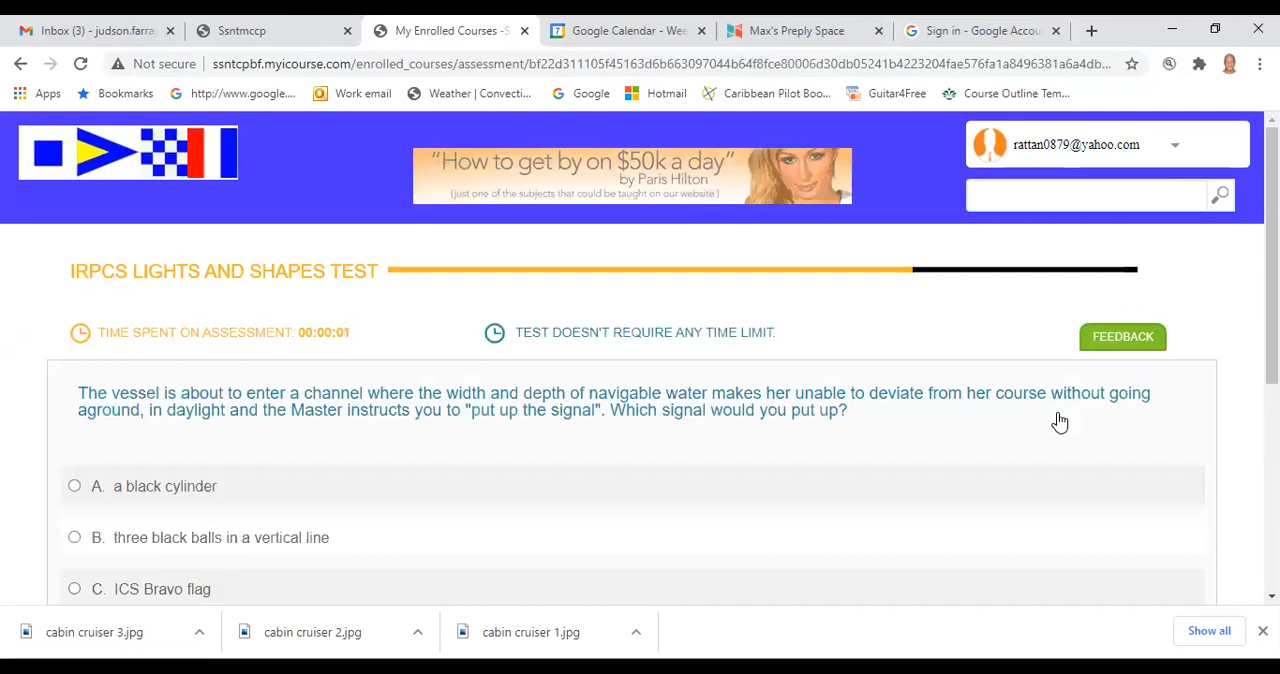 Inbox (3) - judson.farra
Ssntmccp
My Enrolled Courses -S
Google Calendar - Wee
Max's Preply Space
Sign in - Google Accou
Not secure
ssntcpbf.myicourse.com/enrolled_courses/assessment/bf22d311105f45163d6b663097044b64f8fce80006d30db05241b4223204fae576fa1a8496381a6a4db...
Apps
Bookmarks
http://www.google....
Work email
Weather | Convecti...
Google
Hotmail
Caribbean Pilot Boo...
Guitar4Free
Course Outline Tem...
"How to get by on $50k a day"
by Paris Hilton
(just one of the subjects that could be taught on our website.)
rattan0879@yahoo.com
IRPCS LIGHTS AND SHAPES TEST
TIME SPENT ON ASSESSMENT: 00:00:01
TEST DOESN'T REQUIRE ANY TIME LIMIT.
FEEDBACK
The vessel is about to enter a channel where the width and depth of navigable water makes her unable to deviate from her course without going
aground, in daylight and the Master instructs you to "put up the signal". Which signal would you put up?
A. a black cylinder
B. three black balls in a vertical line
C. ICS Bravo flag
cabin cruiser 3.jpg
cabin cruiser 2.jpg
cabin cruiser 1.jpg
Show all